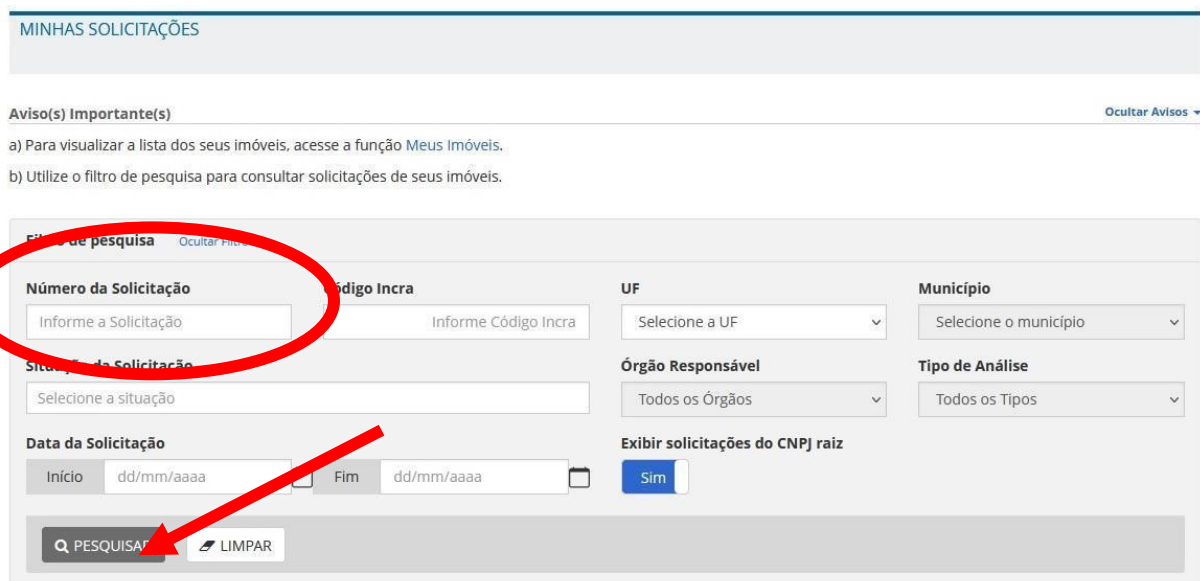 MINHAS SOLICITAÇÕES
Aviso(s) Importante(s) Ocultar Avisos
a) Para visualizar a lista dos seus imóveis, acesse a função Meus Imóveis.
b) Utilize o filtro de pesquisa para consultar solicitações de seus imóveis.
de pesquisa Ocultar
Número da Solicitação Código Incra UF Município
Informe a Solicitação Informe Código Incra Selecione a UF Selecione o município
Situação da Solicitação Órgão Responsável Tipo de Análise
Selecione a situação Todos os Órgãos Todos os Tipos
Data da Solicitação Exibir solicitações do CNPJ raiz
Início dd/mm/aaaa Fim dd/mm/aaaa Sim
PESQUISAR LIMPAR